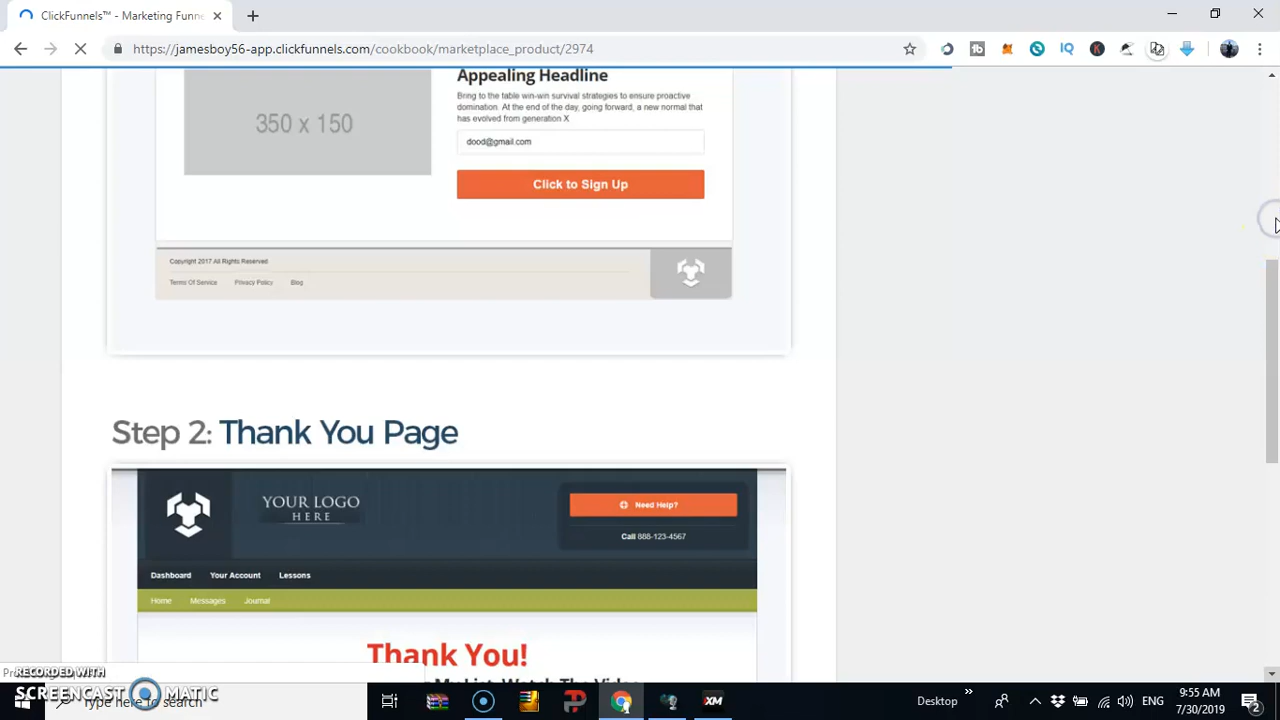 ClickFunnels™ - Marketing Funne
https://jamesboy56-app.clickfunnels.com/cookbook/marketplace_product/2974
Appealing Headline
Bring to the table win-win survival strategies to ensure proactive
domination. At the end of the day, going forward, a new normal that
has evolved from generation X
350 x 150
dood@gmail.com
Click to Sign Up
Copyright 2017 All Rights Reserved
Terms Of Service Privacy Policy Blog
Step 2: Thank You Page
YOUR LOGO
HERE
Need Help?
Call 888-123-4567
Dashboard Your Account Lessons
Home Messages Journal
Thank You!
Watch The Video
RECORDED WITH
SCREENCAST MATIC
Type here to search
Desktop
ENG
9:55 AM
7/30/2019